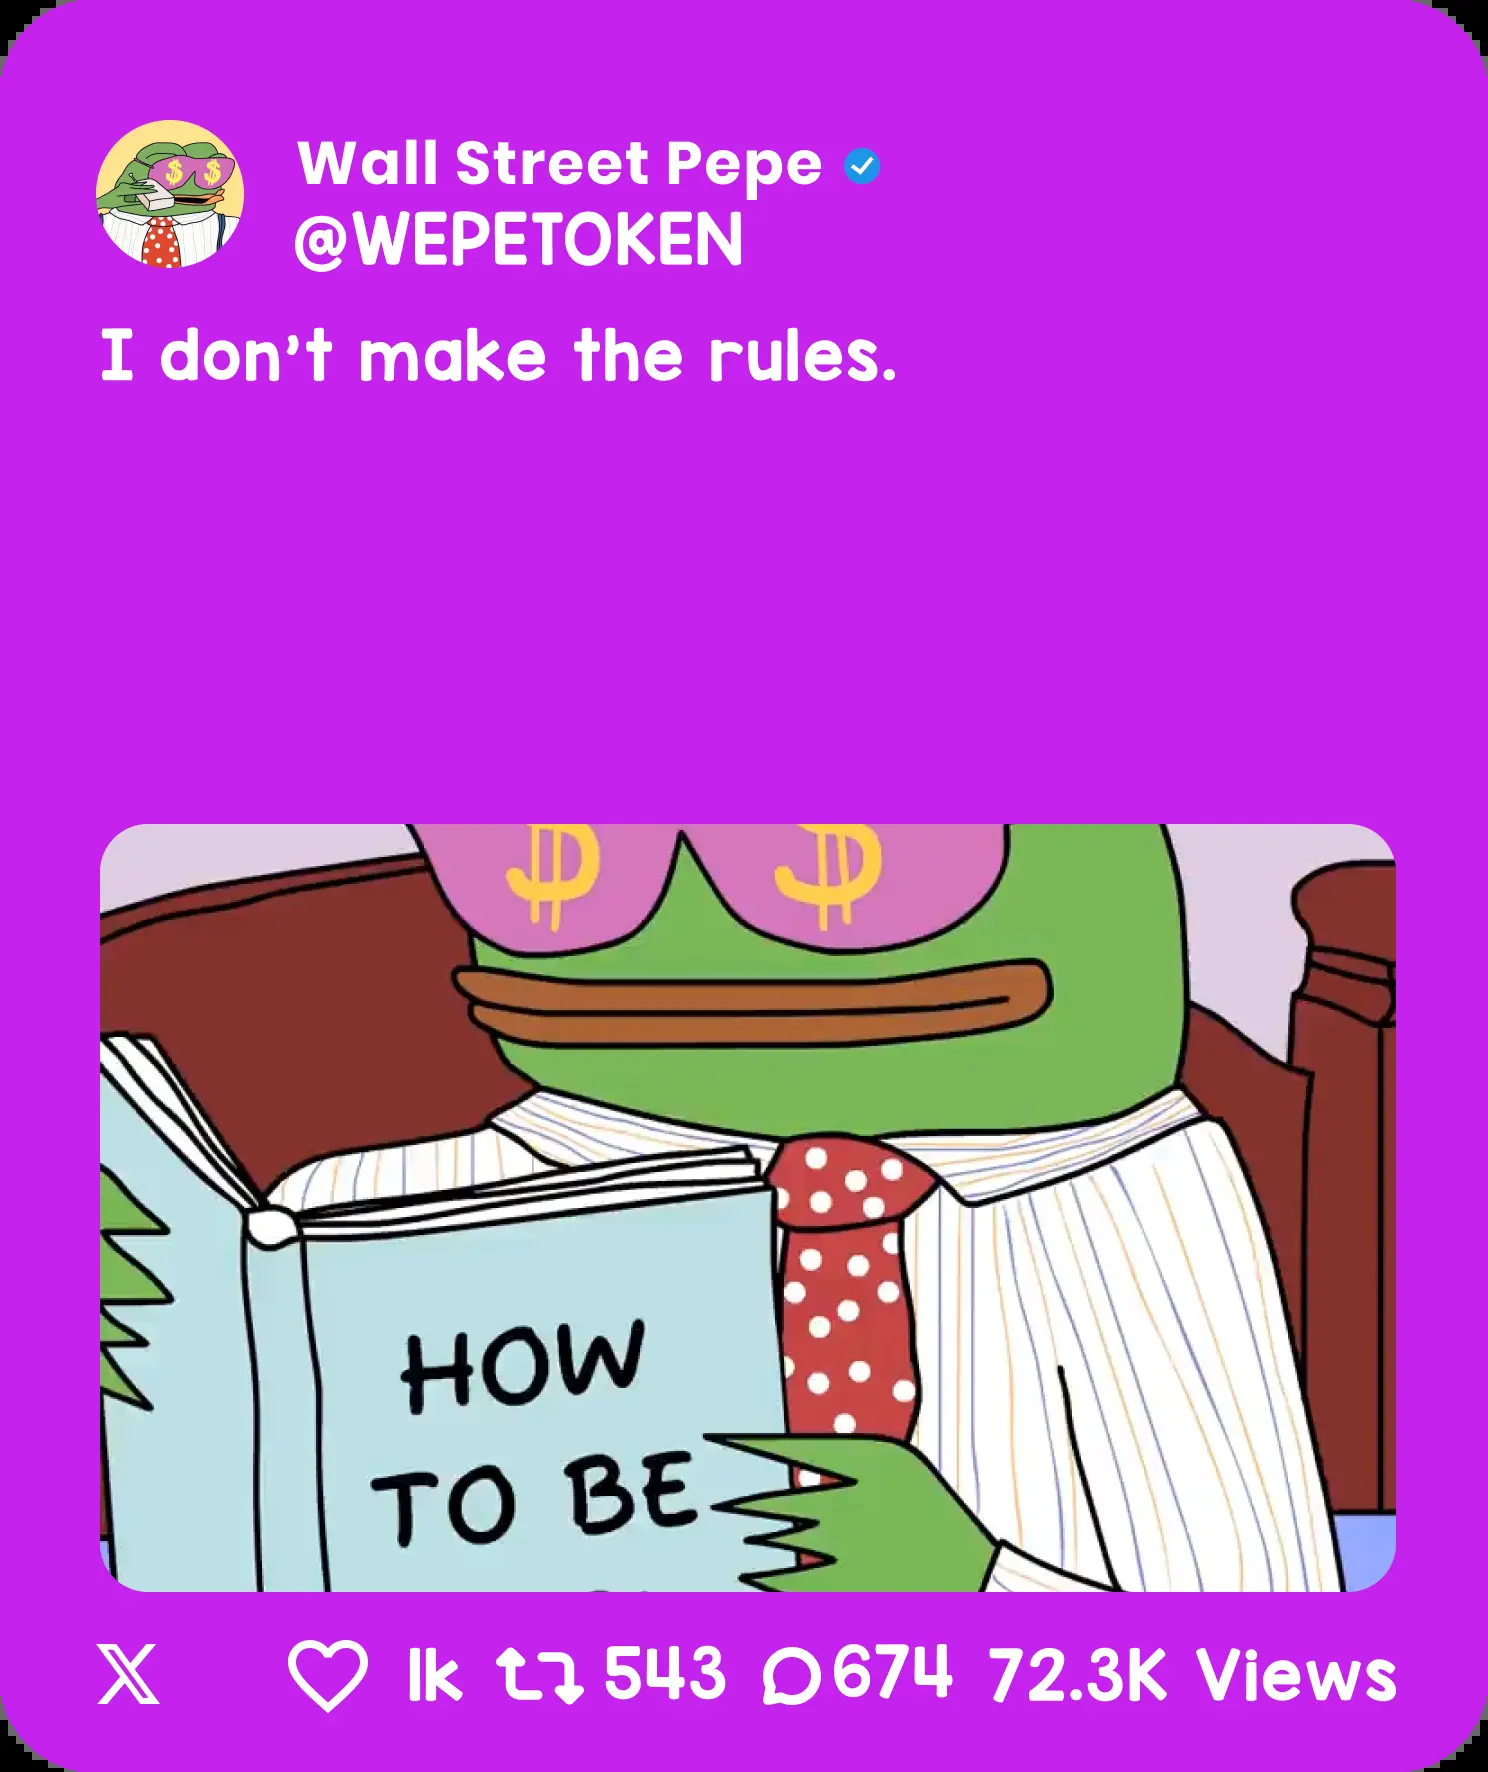 Wall Street Pepe
@WEPETOKEN
I don't make the rules.
$ $
HOW
TO BE
1k 543 674 72.3K Views